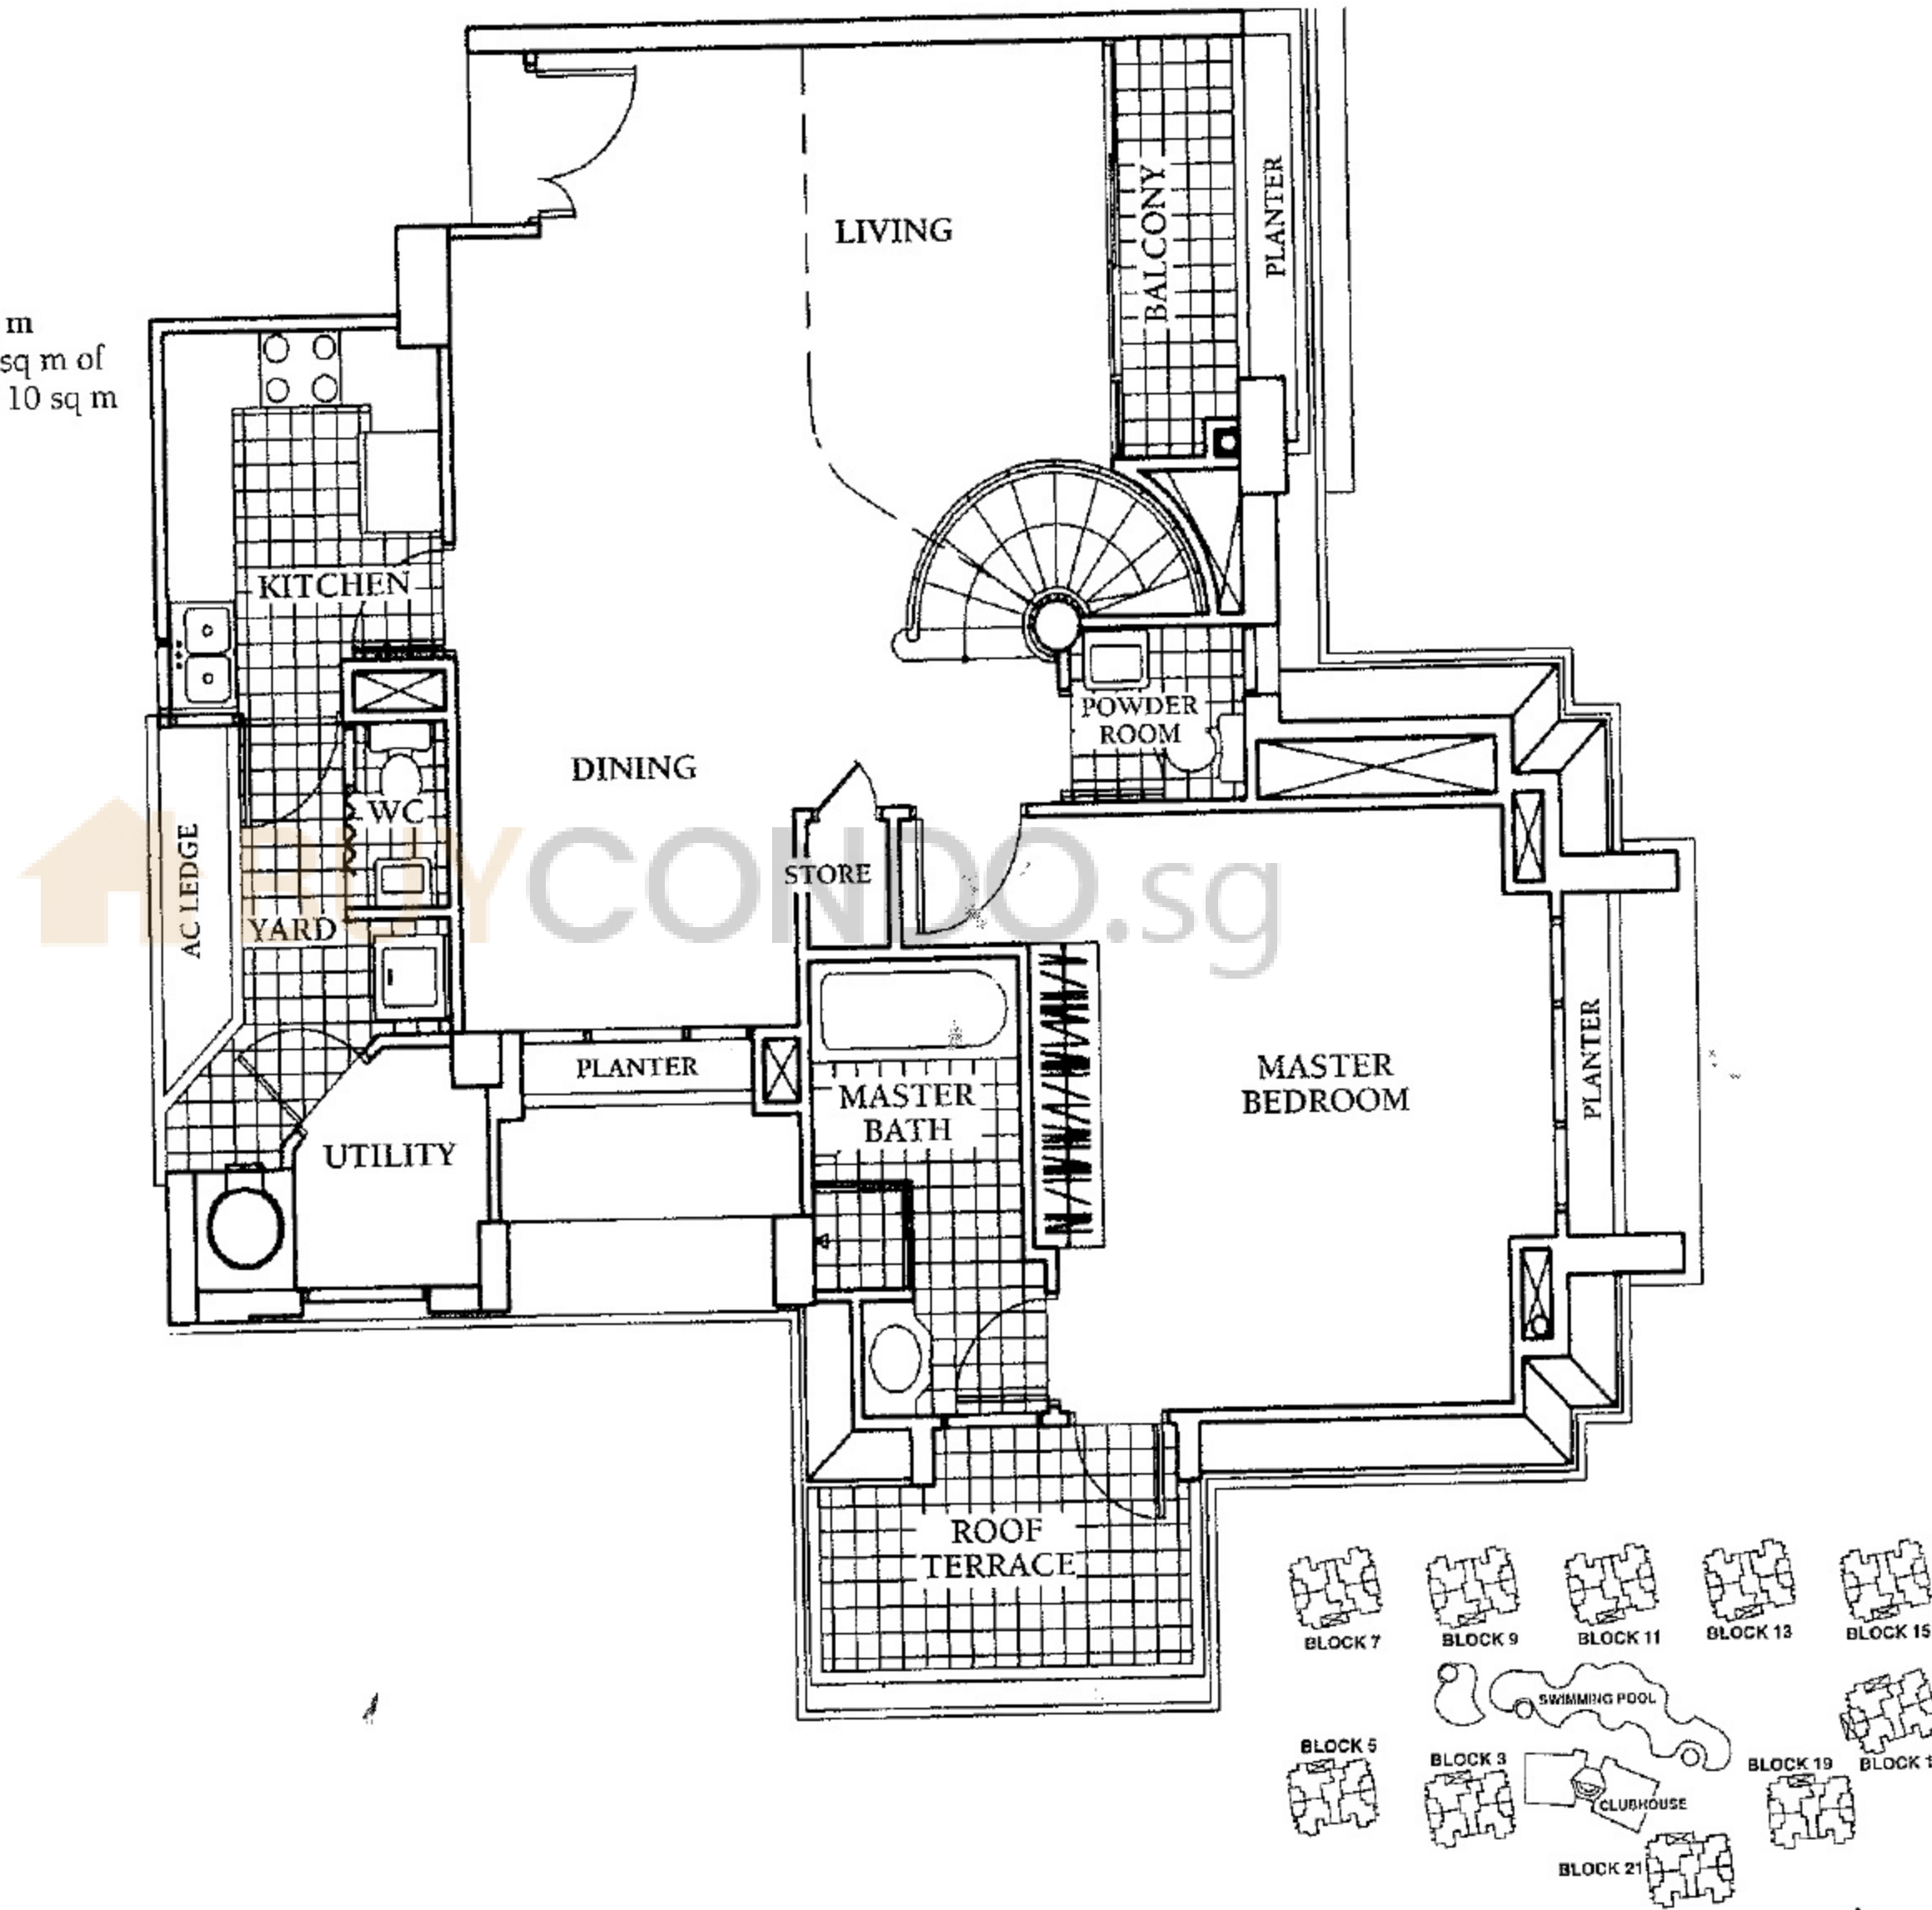 m
sq m of
10 sq m
LIVING
BALCONY
PLANTER
KITCHEN
POWDER
ROOM
DINING
WC
STORE
AC LEDGE
YARD
BUYCONDO.sg
PLANTER
MASTER
BATH
MASTER
BEDROOM
PLANTER
UTILITY
ROOF
TERRACE
BLOCK 7
BLOCK 9
BLOCK 11
BLOCK 13
BLOCK 15
SWIMMING POOL
BLOCK 5
BLOCK 3
BLOCK 19
BLOCK 1
CLUBHOUSE
BLOCK 21